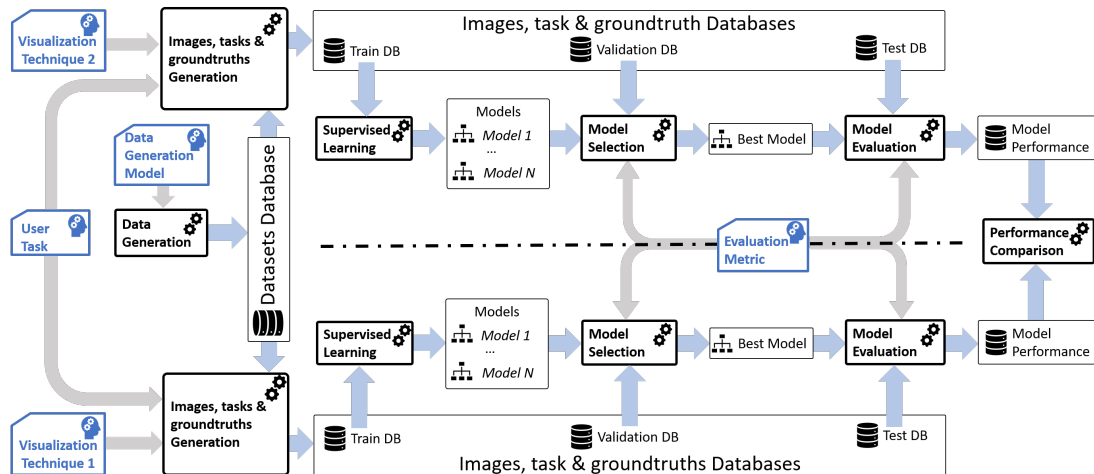 Visualization
Technique 2
Images, tasks &
groundtruths
Generation
Images, task & groundtruth Databases
Train DB
Validation DB
Test DB
Supervised
Learning
Models
Model 1
...
Model N
Model
Selection
Best Model
Model
Evaluation
Model
Performance
Data
Generation
Model
User
Task
Data
Generation
Datasets Database
Evaluation
Metric
Performance
Comparison
Supervised
Learning
Models
Model 1
...
Model N
Model
Selection
Best Model
Model
Evaluation
Model
Performance
Images, tasks &
groundtruths
Generation
Visualization
Technique 1
Train DB
Validation DB
Test DB
Images, task & groundtruths Databases